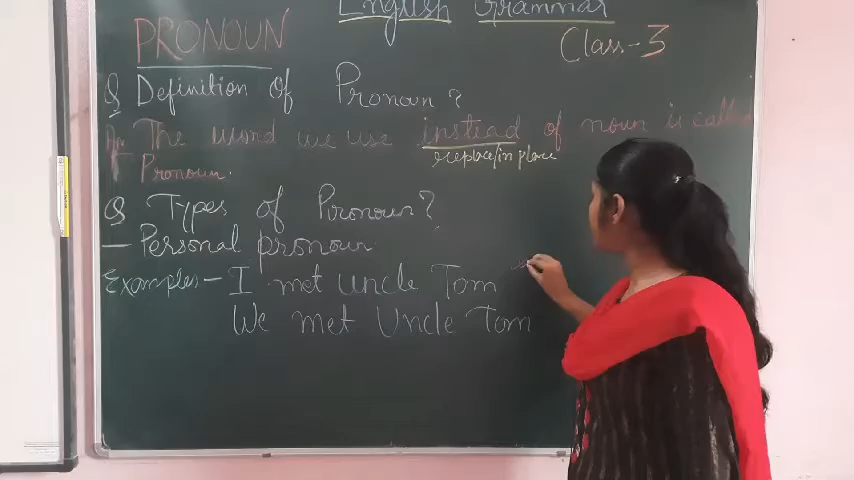 English Grammar
PRONOUN
Class-3
Q Definition of Pronoun?
The word we use instead of noun is called
replace/in place
Pronoun.
Q Types of Pronoun?
— Personal pronoun
Examples- I met uncle Tom
We met Uncle Tom